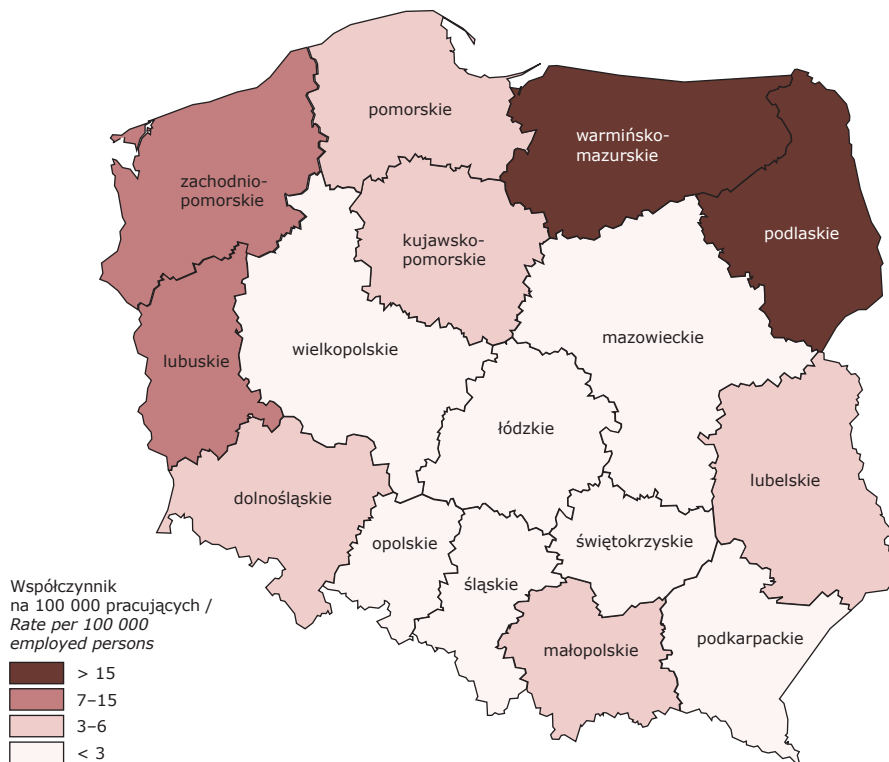 pomorskie
warmińsko-
mazurskie
zachodnio-
pomorskie
kujawsko-
pomorskie
podlaskie
wielkopolskie
mazowieckie
lubuskie
łódzkie
lubelskie
dolnośląskie
opolskie
świętokrzyskie
śląskie
podkarpackie
małopolskie
Współczynnik
na 100 000 pracujących /
Rate per 100 000
employed persons
> 15
7–15
3–6
< 3